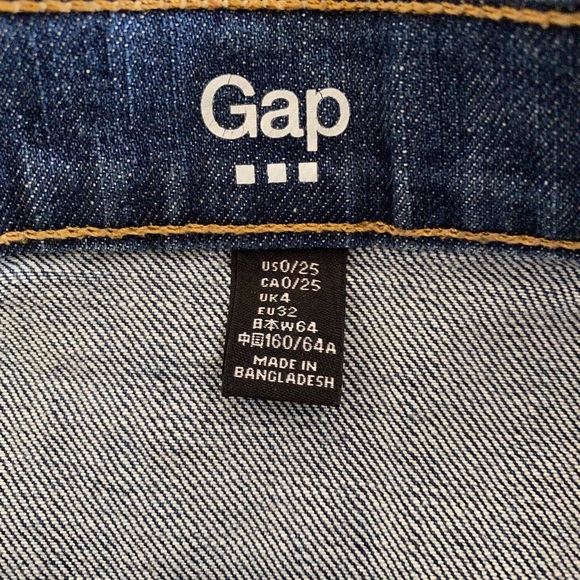 Gap
US0/25
CA0/25
UK4
EU32
日本W64
中国160/64A
MADE IN
BANGLADESH